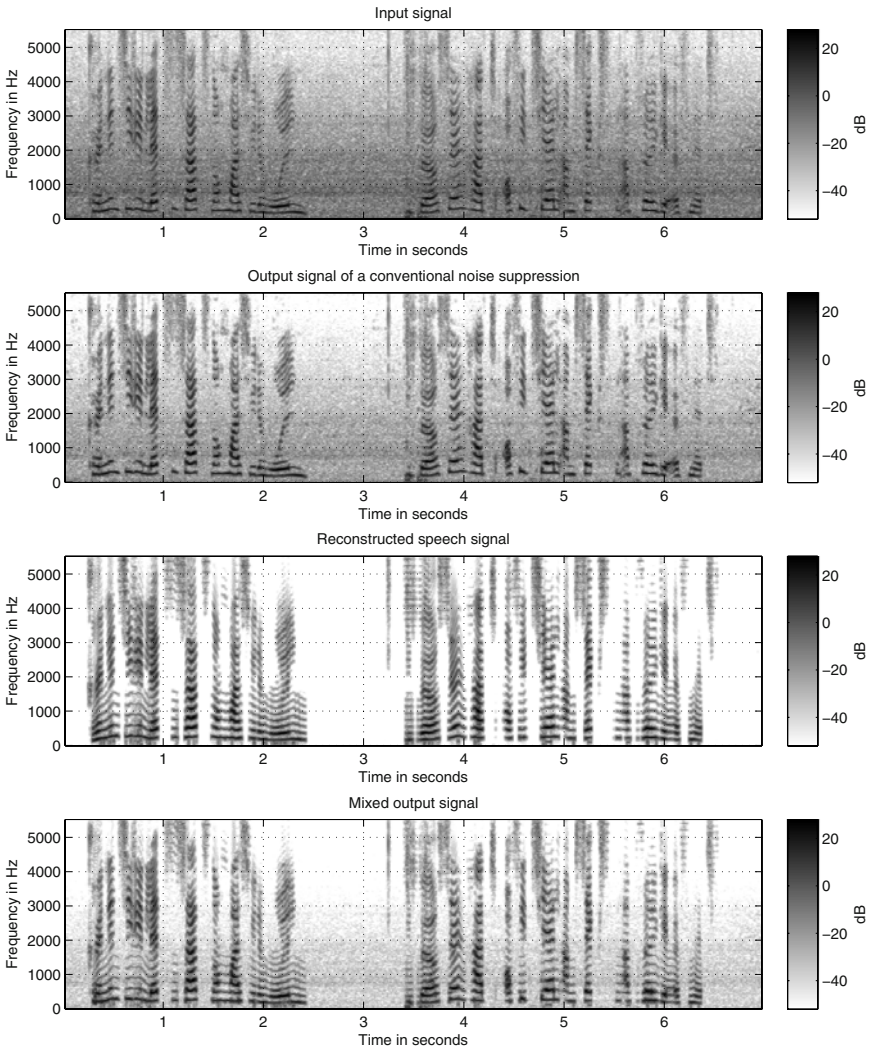 Input signal
5000
4000
3000
2000
1000
0
Frequency in Hz
1 2 3 4 5 6
Time in seconds
20
0
−20
−40
dB
Output signal of a conventional noise suppression
5000
4000
3000
2000
1000
0
Frequency in Hz
1 2 3 4 5 6
Time in seconds
20
0
−20
−40
dB
Reconstructed speech signal
5000
4000
3000
2000
1000
0
Frequency in Hz
1 2 3 4 5 6
Time in seconds
20
0
−20
−40
dB
Mixed output signal
5000
4000
3000
2000
1000
0
Frequency in Hz
1 2 3 4 5 6
Time in seconds
20
0
−20
−40
dB